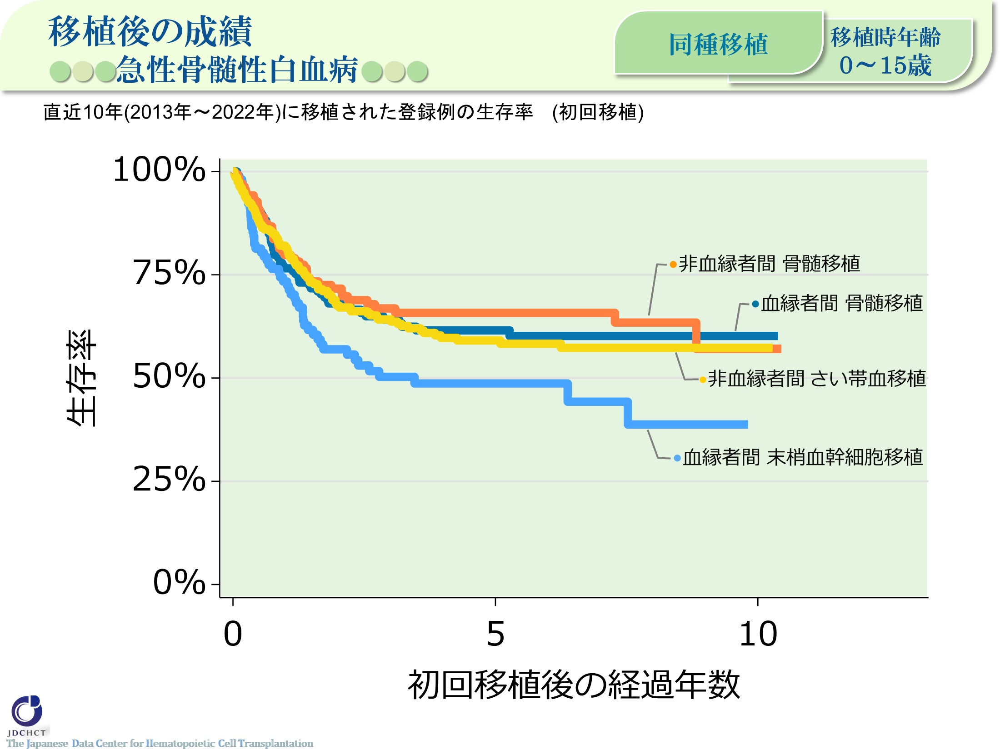 移植後の成績
急性骨髄性白血病
同種移植
移植時年齢
0～15歳
直近10年(2013年～2022年)に移植された登録例の生存率　(初回移植)
100%
75%
50%
25%
0%
生存率
非血縁者間 骨髄移植
血縁者間 骨髄移植
非血縁者間 さい帯血移植
血縁者間 末梢血幹細胞移植
0
5
10
初回移植後の経過年数
JDCHCT
The Japanese Data Center for Hematopoietic Cell Transplantation